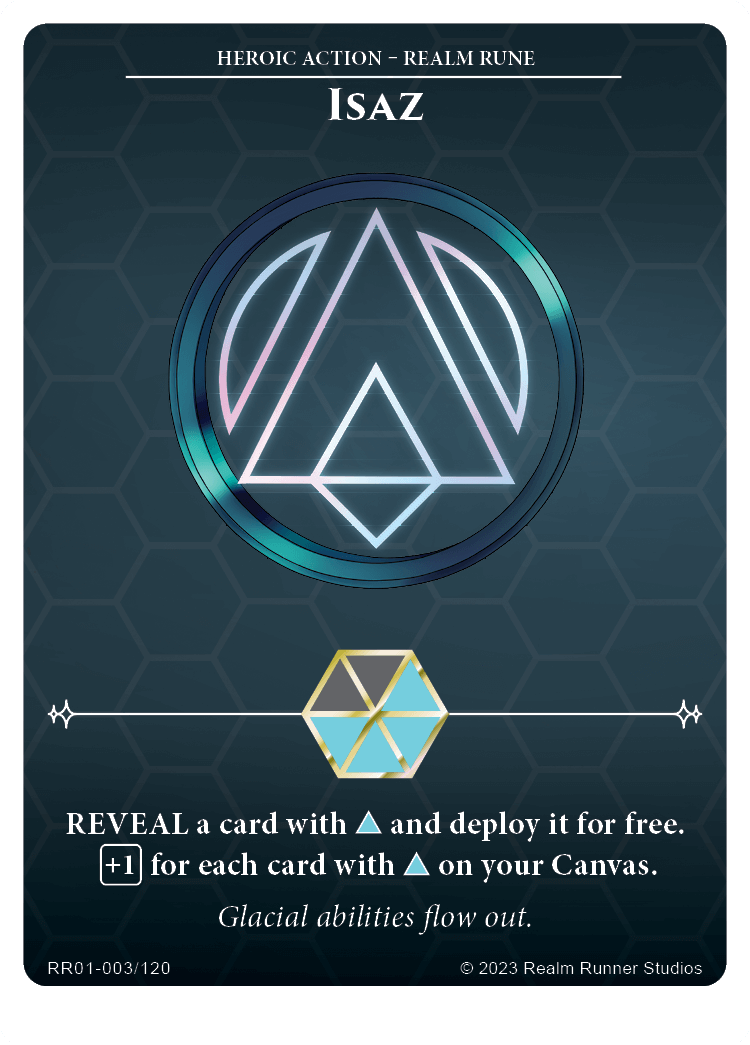 HEROIC ACTION – REALM RUNE
ISAZ
REVEAL a card with and deploy it for free.
+1 for each card with on your Canvas.
Glacial abilities flow out.
RR01-003/120
© 2023 Realm Runner Studios